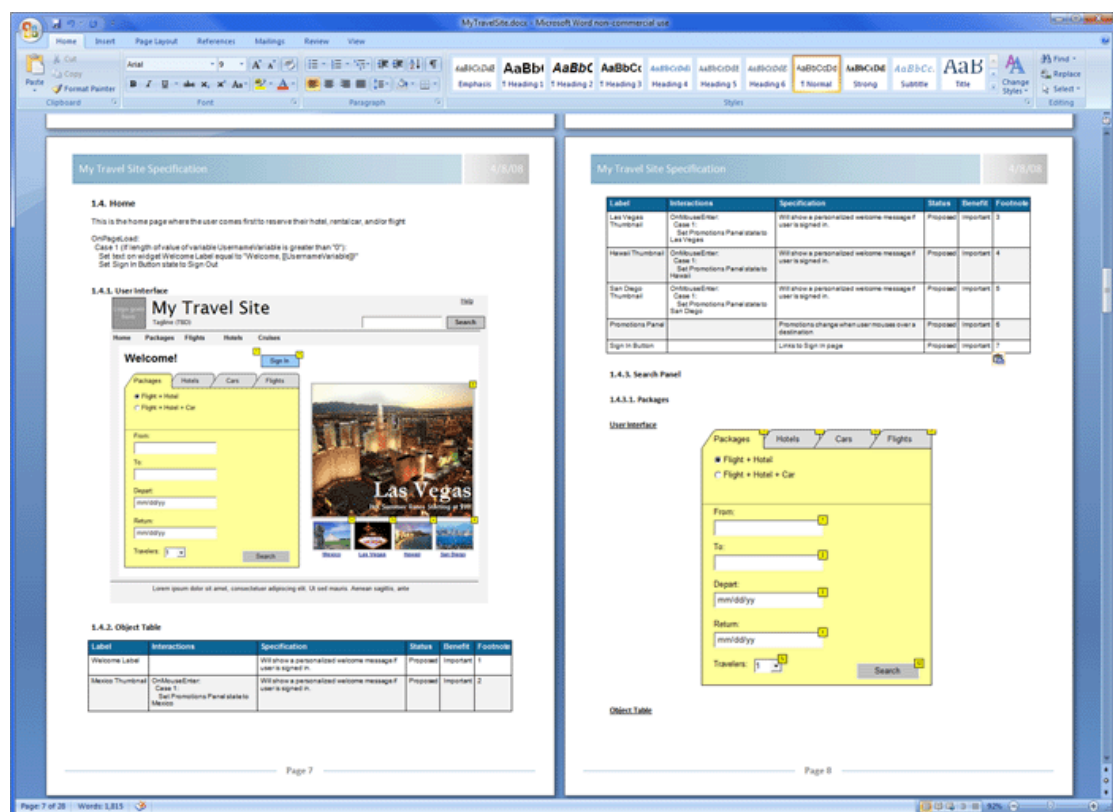 MyTravelSite.docx - Microsoft Word non-commercial use
Home Insert Page Layout References Mailings Review View
Paste
Cut
Copy
Format Painter
Clipboard
Arial 9
Font
Paragraph
AaBbCcDdE Emphasis
AaBb( ¶ Heading 1
AaBbC ¶ Heading 2
AaBbCc ¶ Heading 3
AaBbCcDdE Heading 4
AaBbCcDdE Heading 5
AaBbCcDdE Heading 6
AaBbCcDd ¶ Normal
AaBbCcDd Strong
AaBbCc. Subtitle
AaB Title
Change Styles
Styles
Find
Replace
Select
Editing
My Travel Site Specification 4/8/08
1.4. Home
This is the home page where the user comes first to reserve their hotel, rental car, and/or flight
OnPageLoad:
Case 1 (If length of value of variable UsernameVariable is greater than "0"):
Set text on widget Welcome Label equal to "Welcome, [[UsernameVariable]]!"
Set Sign In Button state to Sign Out
1.4.1. User Interface
My Travel Site
Tagline (TBD)
Help
Search
Home Packages Flights Hotels Cruises
Welcome!
Sign In
Packages Hotels Cars Flights
Flight + Hotel
Flight + Hotel + Car
From:
To:
Depart:
mm/dd/yy
Return:
mm/dd/yy
Travelers: 1
Search
Las Vegas
Mexico Las Vegas Hawaii San Diego
Lorem ipsum dolor sit amet, consectetuer adipiscing elit. Ut sed mauris. Aenean sagittis, ante
1.4.2. Object Table
Label Interactions Specification Status Benefit Footnote
Welcome Label Will show a personalized welcome message if user is signed in. Proposed Important 1
Mexico Thumbnail OnMouseEnter: Case 1: Set Promotions Panel state to Mexico Will show a personalized welcome message if user is signed in. Proposed Important 2
Page 7
My Travel Site Specification 4/8/08
Label Interactions Specification Status Benefit Footnote
Las Vegas Thumbnail OnMouseEnter: Case 1: Set Promotions Panel state to Las Vegas Will show a personalized welcome message if user is signed in. Proposed Important 3
Hawaii Thumbnail OnMouseEnter: Case 1: Set Promotions Panel state to Hawaii Will show a personalized welcome message if user is signed in. Proposed Important 4
San Diego Thumbnail OnMouseEnter: Case 1: Set Promotions Panel state to San Diego Will show a personalized welcome message if user is signed in. Proposed Important 5
Promotions Panel Promotions change when user mouses over a destination Proposed Important 6
Sign In Button Links to Sign In page Proposed Important 7
1.4.3. Search Panel
1.4.3.1. Packages
User Interface
Packages Hotels Cars Flights
Flight + Hotel
Flight + Hotel + Car
From:
To:
Depart:
mm/dd/yy
Return:
mm/dd/yy
Travelers: 1
Search
Object Table
Page 8
Page: 7 of 28 Words: 1,815
92%